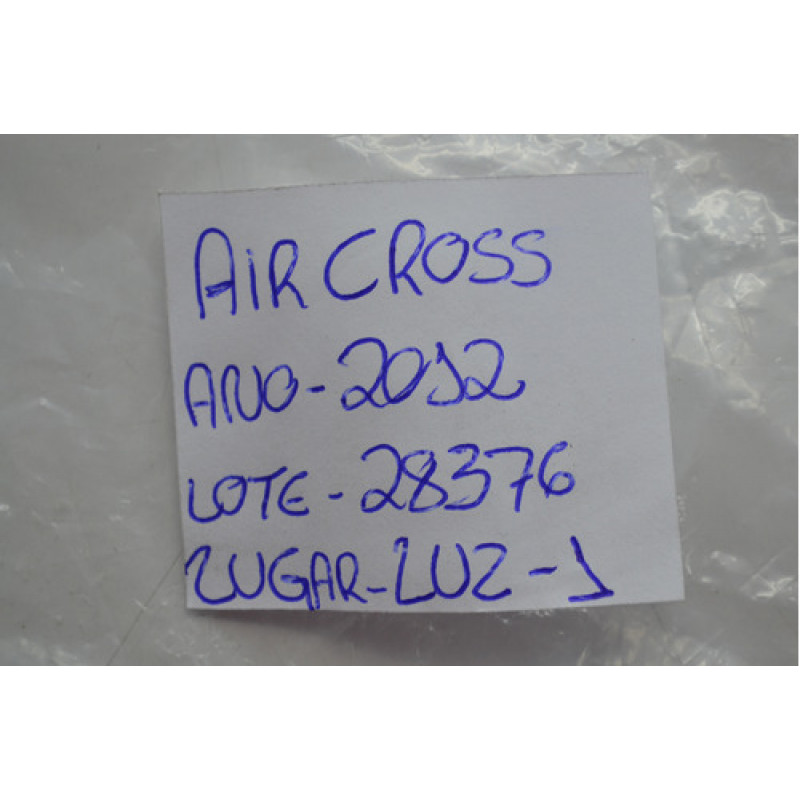 AIR CROSS
ANO-2012
LOTE-28376
LUGAR-LUZ-1